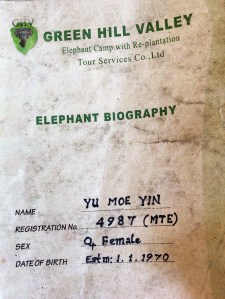 GREEN HILL VALLEY
Elephant Camp with Re-plantation
Tour Services Co.,Ltd
ELEPHANT BIOGRAPHY
NAME YU MOE YIN
REGISTRATION No. 4987 (MTE)
SEX ♀ Female
DATE OF BIRTH Estm: 1.1.1970